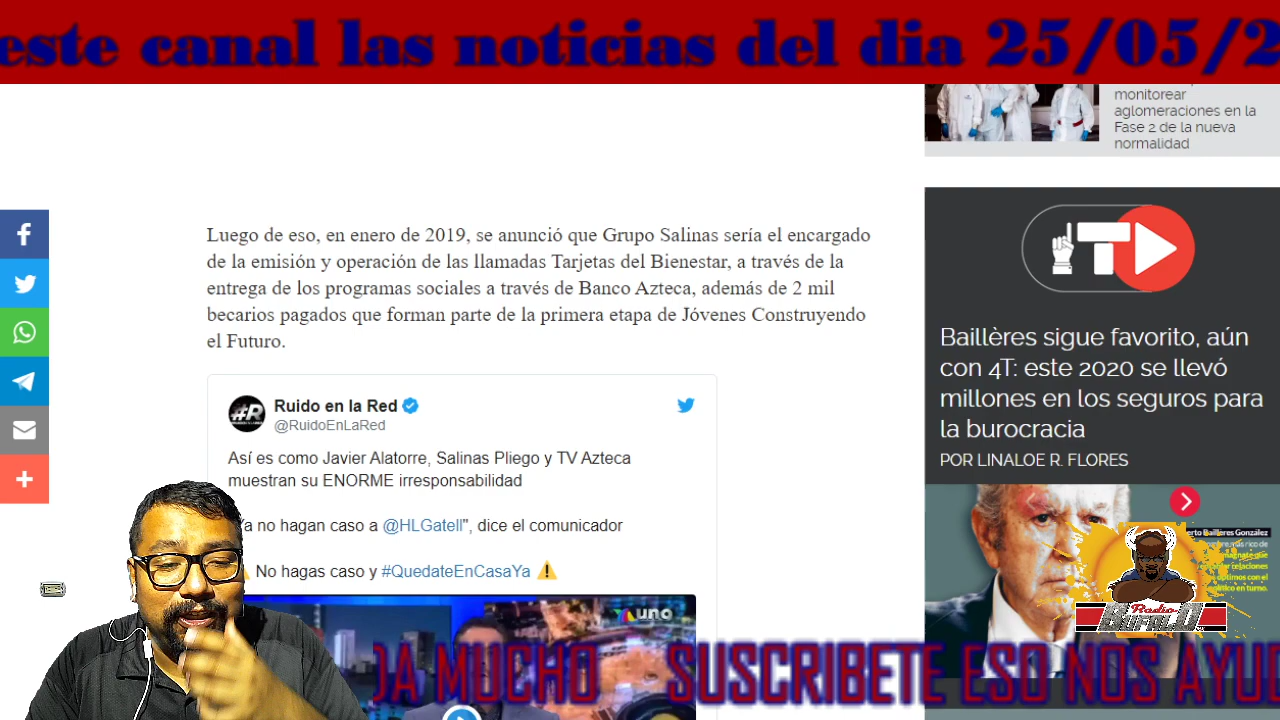 este canal las noticias del dia 25/05/2
monitorear
aglomeraciones en la
Fase 2 de la nueva
normalidad
Luego de eso, en enero de 2019, se anunció que Grupo Salinas sería el encargado
de la emisión y operación de las llamadas Tarjetas del Bienestar, a través de la
entrega de los programas sociales a través de Banco Azteca, además de 2 mil
becarios pagados que forman parte de la primera etapa de Jóvenes Construyendo
el Futuro.
Ruido en la Red
@RuidoEnLaRed
Así es como Javier Alatorre, Salinas Pliego y TV Azteca
muestran su ENORME irresponsabilidad
Ya no hagan caso a @HLGatell", dice el comunicador
No hagas caso y #QuedateEnCasaYa
uno
T
Baillères sigue favorito, aún
con 4T: este 2020 se llevó
millones en los seguros para
la burocracia
POR LINALOE R. FLORES
erto Baillères González
Radio
DA MUCHO SUSCRIBETE ESO NOS AYUD